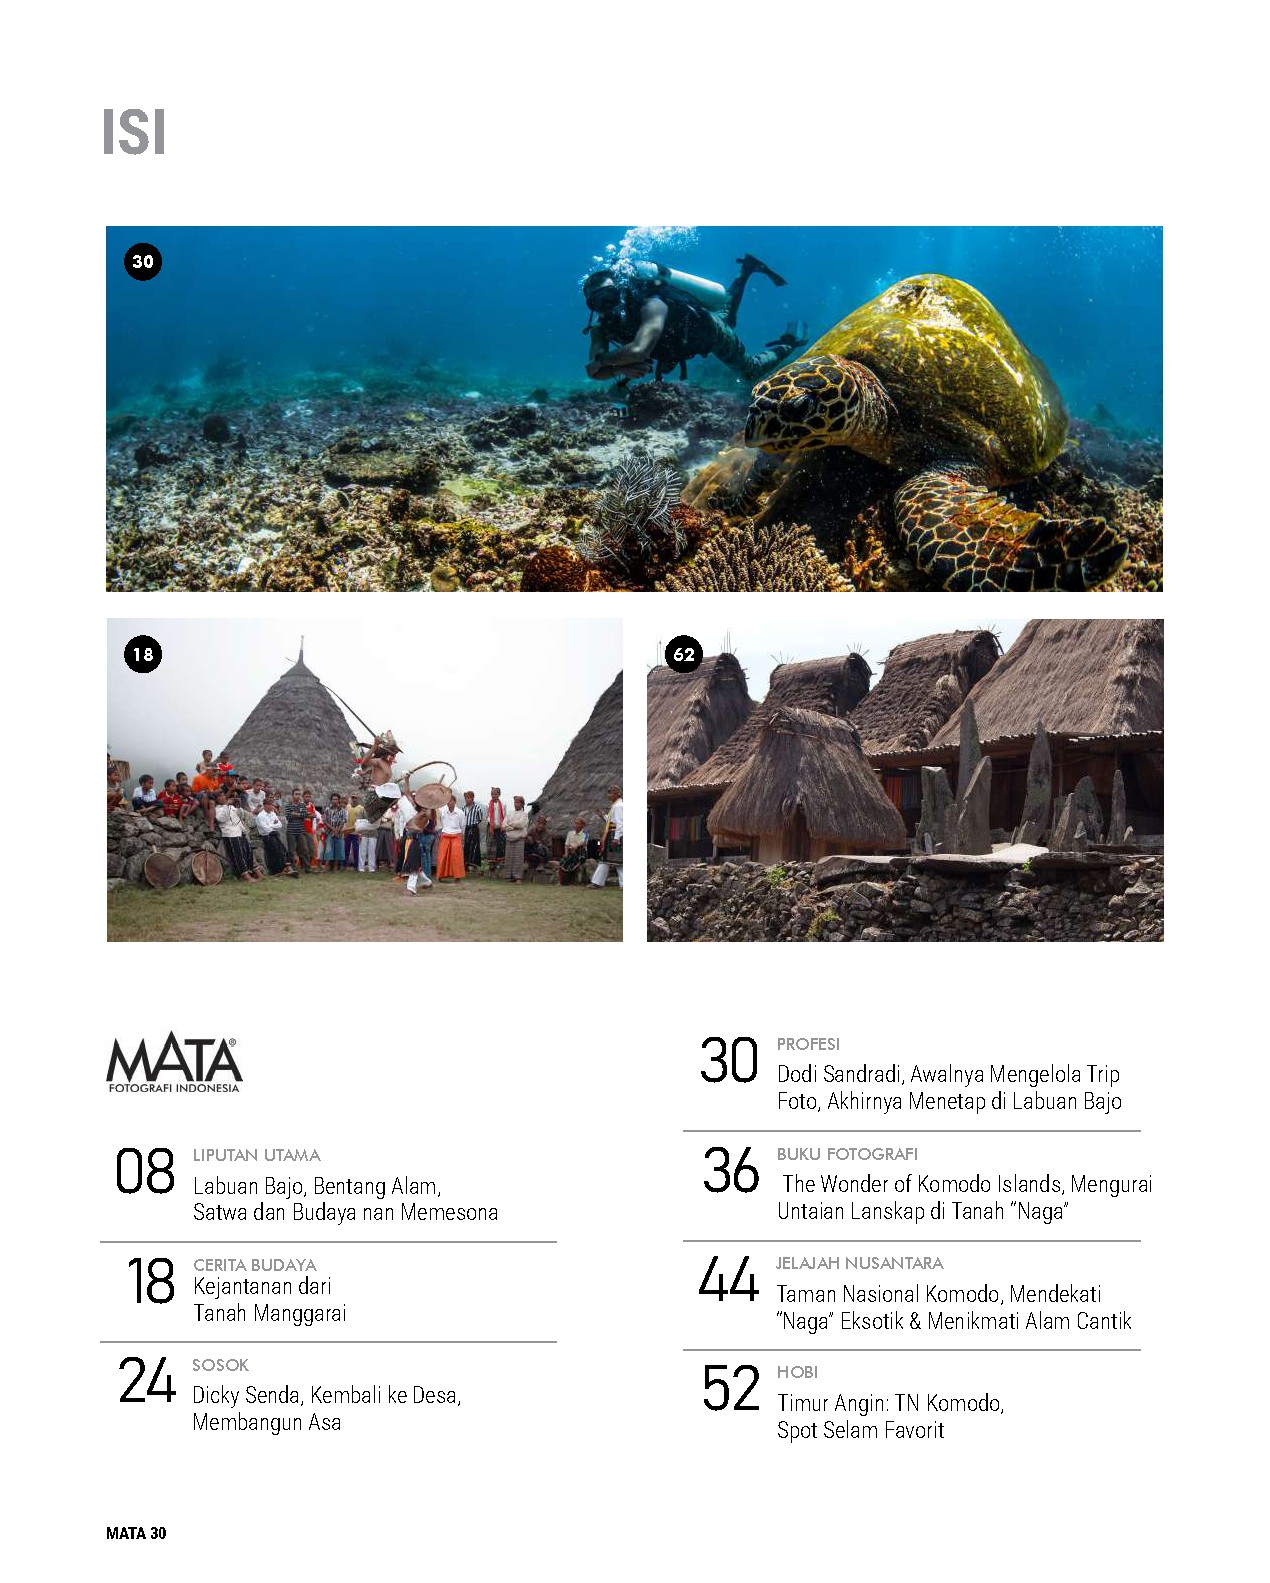 ISI
30
18
62
MATA®
FOTOGRAFI INDONESIA
08
LIPUTAN UTAMA
Labuan Bajo, Bentang Alam,
Satwa dan Budaya nan Memesona
18
CERITA BUDAYA
Kejantanan dari
Tanah Manggarai
24
SOSOK
Dicky Senda, Kembali ke Desa,
Membangun Asa
30
PROFESI
Dodi Sandradi, Awalnya Mengelola Trip
Foto, Akhirnya Menetap di Labuan Bajo
36
BUKU FOTOGRAFI
The Wonder of Komodo Islands, Mengurai
Untaian Lanskap di Tanah “Naga”
44
JELAJAH NUSANTARA
Taman Nasional Komodo, Mendekati
“Naga” Eksotik & Menikmati Alam Cantik
52
HOBI
Timur Angin: TN Komodo,
Spot Selam Favorit
MATA 30